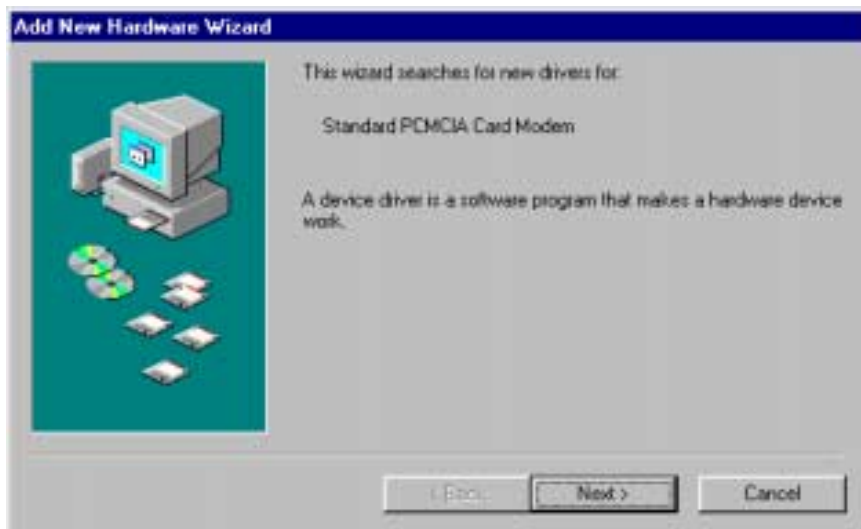 Add New Hardware Wizard
This wizard searches for new drivers for:
Standard PCMCIA Card Modem
A device driver is a software program that makes a hardware device
work.
< Back
Next >
Cancel